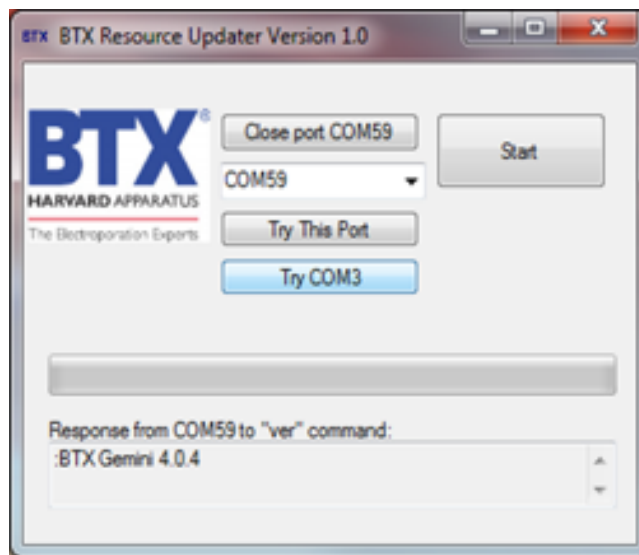 BTX BTX Resource Updater Version 1.0
BTX®
HARVARD APPARATUS
The Electroporation Experts
Close port COM59
COM59
Try This Port
Try COM3
Start
Response from COM59 to "ver" command:
:BTX Gemini 4.0.4